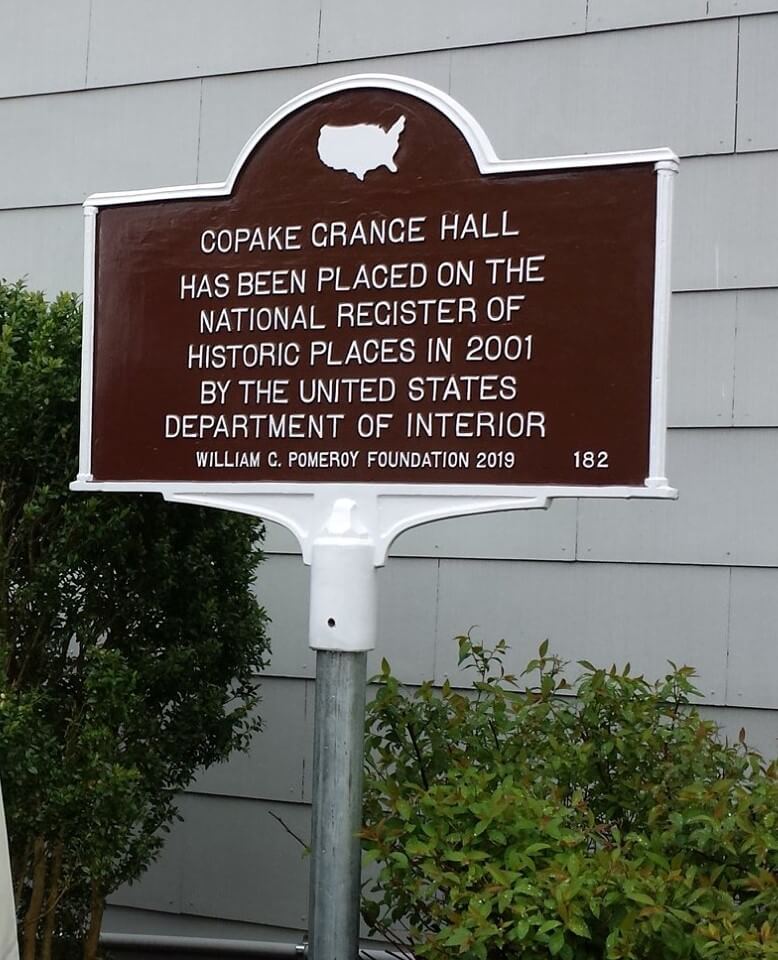 COPAKE GRANGE HALL
HAS BEEN PLACED ON THE
NATIONAL REGISTER OF
HISTORIC PLACES IN 2001
BY THE UNITED STATES
DEPARTMENT OF INTERIOR
WILLIAM G. POMEROY FOUNDATION 2019 182